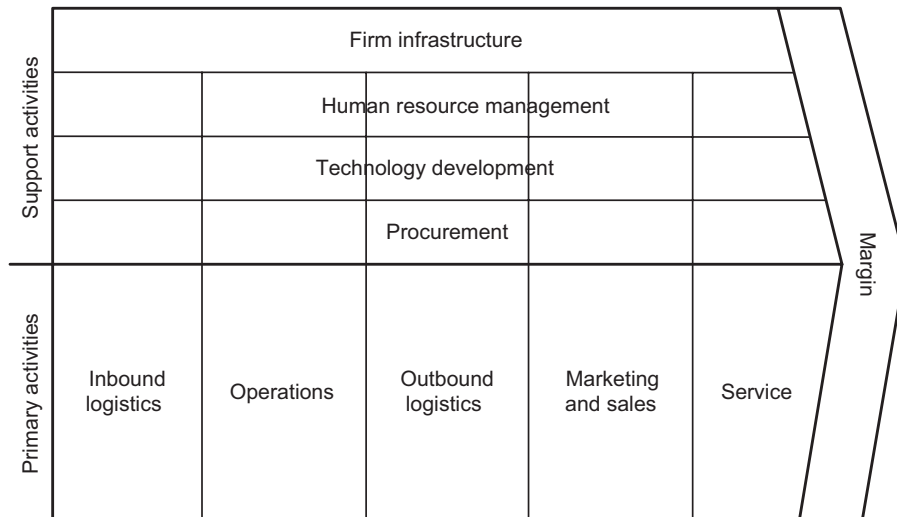 Support activities
Firm infrastructure
Human resource management
Technology development
Procurement
Margin
Primary activities
Inbound
logistics
Operations
Outbound
logistics
Marketing
and sales
Service